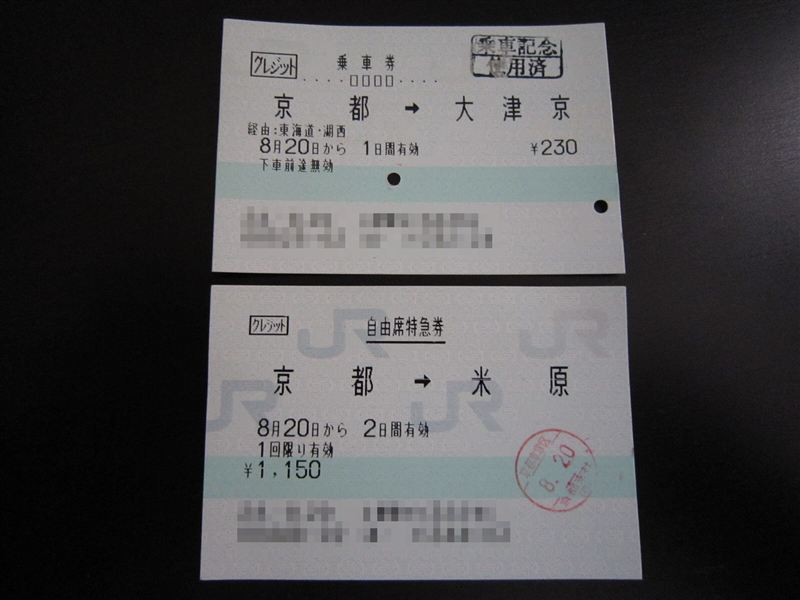 クレジット
乗車券
乗車記念
使用済
････□□□□････
京都 → 大津京
経由:東海道・湖西
8月20日から 1日間有効 ¥230
下車前途無効
クレジット
自由席特急券
京都 → 米原
8月20日から 2日間有効
1回限り有効
¥1,150
8.20
JR
JR
JR
JR